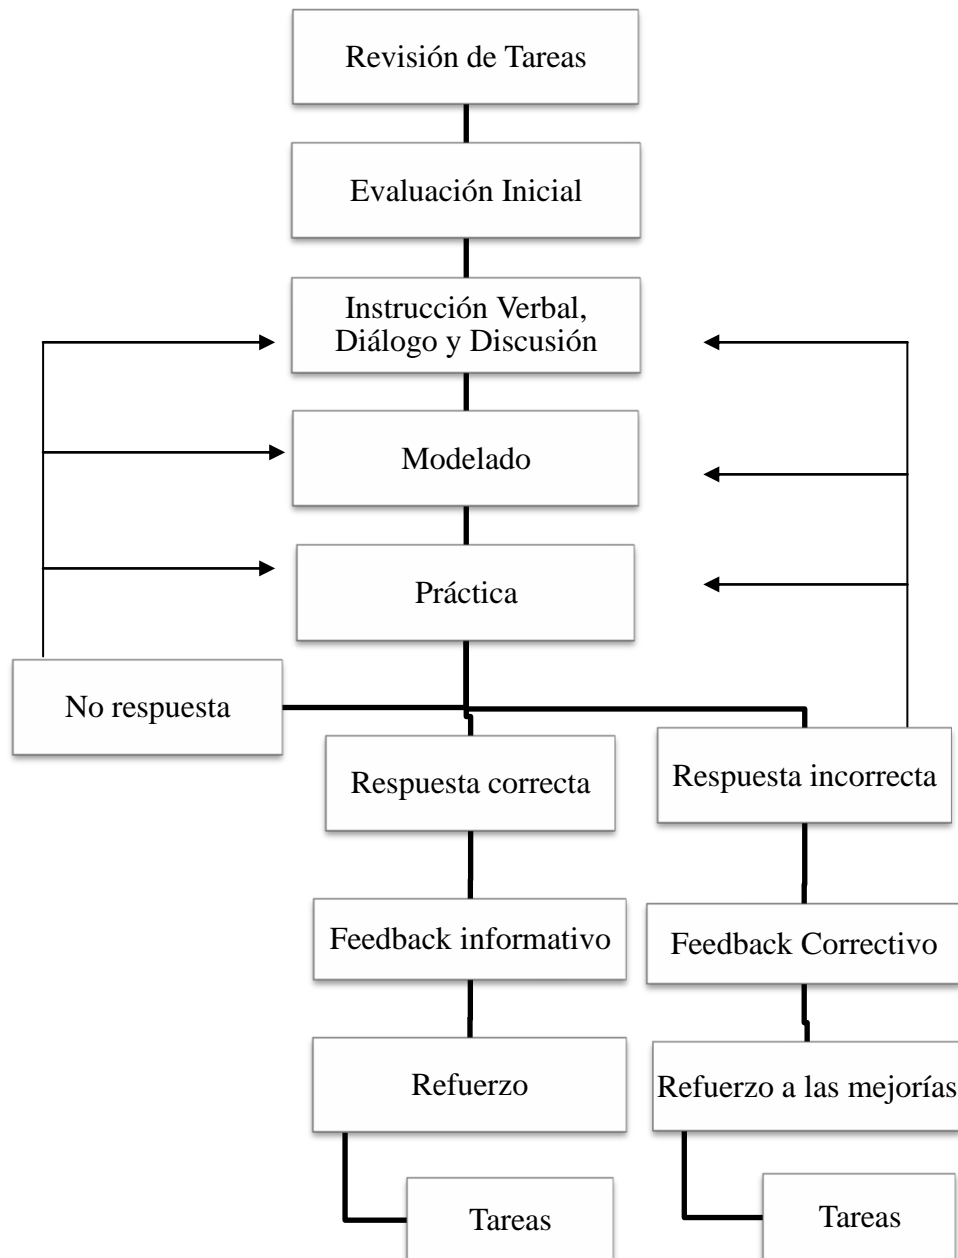 Revisión de Tareas
Evaluación Inicial
Instrucción Verbal,
Diálogo y Discusión
Modelado
Práctica
No respuesta
Respuesta correcta
Respuesta incorrecta
Feedback informativo
Feedback Correctivo
Refuerzo
Refuerzo a las mejorías
Tareas
Tareas